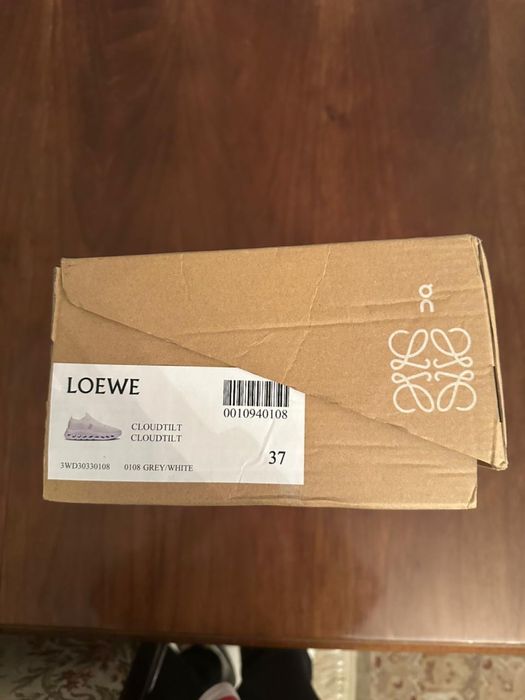 LOEWE
0010940108
CLOUDTILT
CLOUDTILT
37
3WD30330108 0108 GREY/WHITE
on